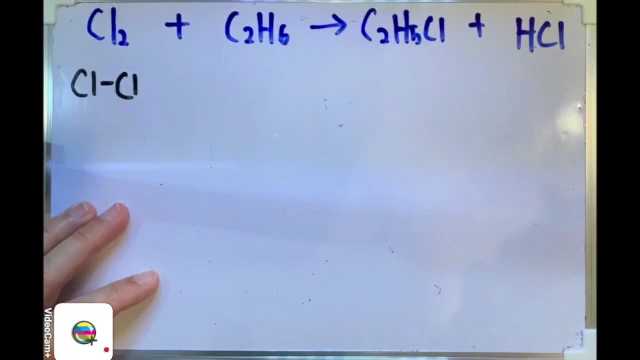 Cl₂ + C₂H₆ → C₂H₅Cl + HCl
Cl-Cl
VideoCam+